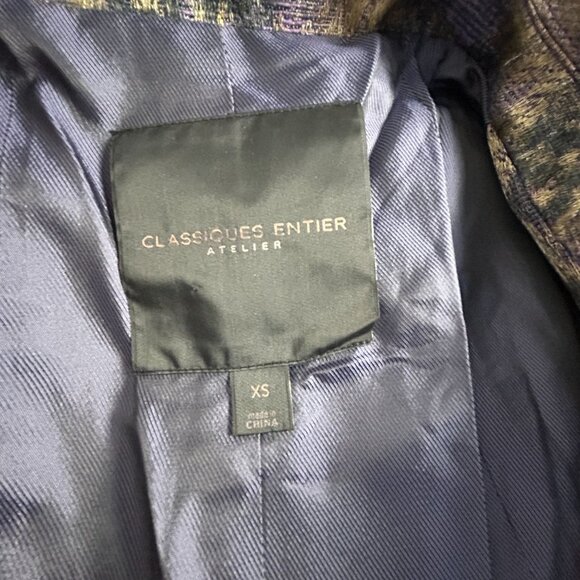 CLASSIQUES ENTIER
ATELIER
XS
made in
CHINA